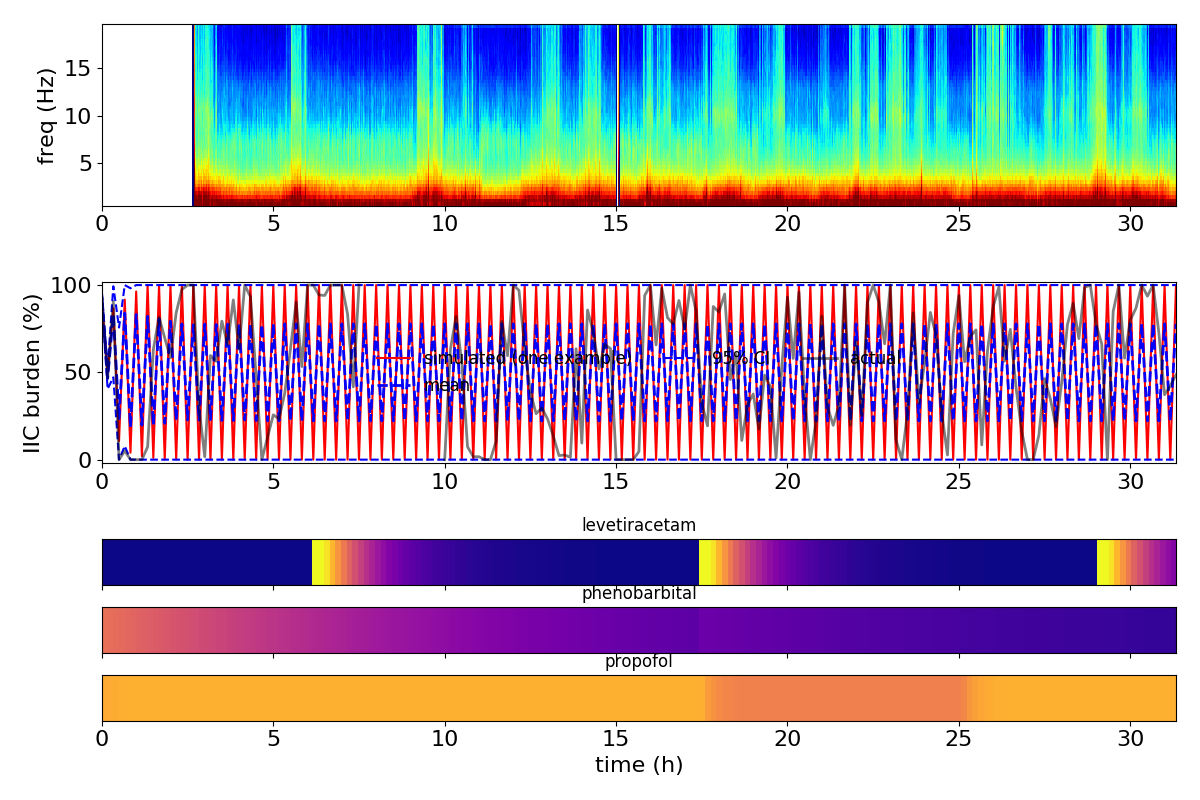 freq (Hz)
15
10
5
0 5 10 15 20 25 30
IIC burden (%)
100
50
0
simulated (one example) 95% CI actual
mean
0 5 10 15 20 25 30
levetiracetam
phenobarbital
propofol
0 5 10 15 20 25 30
time (h)